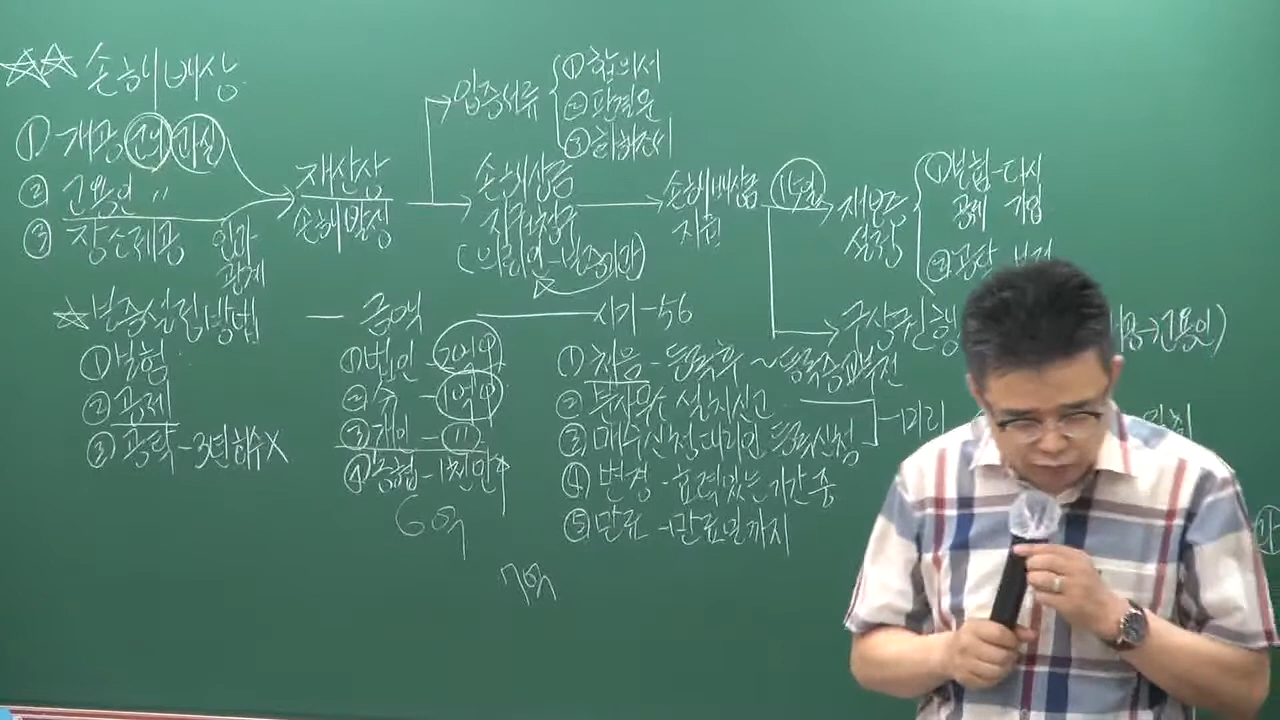 ☆☆ 손해배상
① 개공 고의 과실
② 고용인 〃
③ 장소제공
인과관계
재산상
손해발생
입증서류
① 합의서
② 판결문
③ 화해조서
손해배상금
지급청구
(의뢰인-보증기관)
손해배상금
지급
15일
재보증
설정
① 보험-다시
공제 가입
② 공탁
구상권
→고용인)
☆보증설정방법 — 금액 — 시기-56
① 보험
② 공제
③ 공탁-3년회수X
① 법인-
② 分 -
③ 개인-〃
④ 농협-1천만
6억
7억
① 처음-등록후 ~등록증교부전
② 분사무소 설치신고
③ 매수신청대리인 등록신청
-미리
④ 변경-효력있는 기간중
⑤ 만료-만료일까지